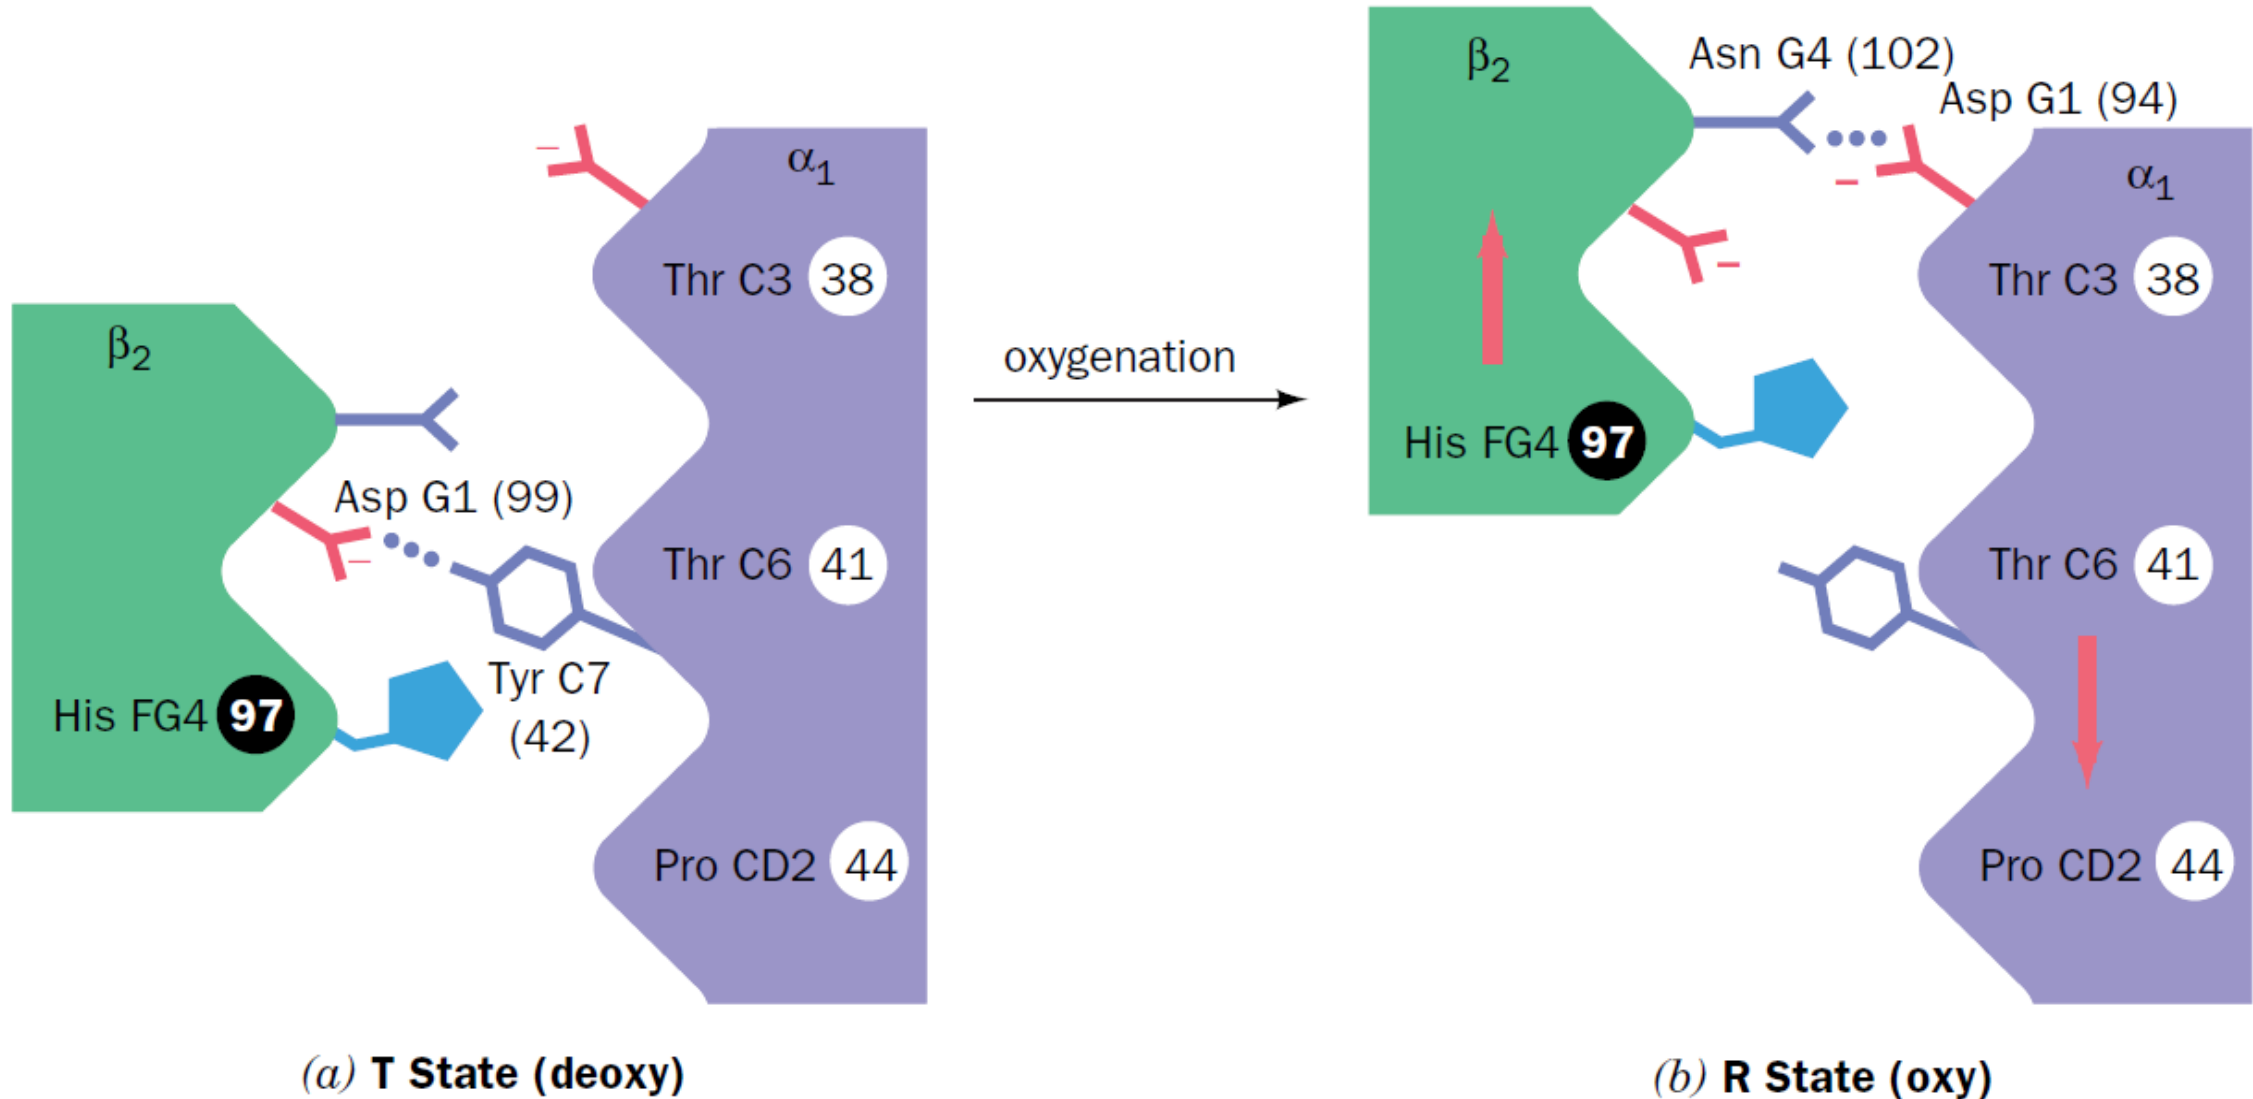 β₂
α₁
Thr C3 38
Asp G1 (99)
Thr C6 41
Tyr C7
(42)
His FG4 97
Pro CD2 44
(a) T State (deoxy)
oxygenation
β₂
Asn G4 (102)
Asp G1 (94)
α₁
Thr C3 38
His FG4 97
Thr C6 41
Pro CD2 44
(b) R State (oxy)